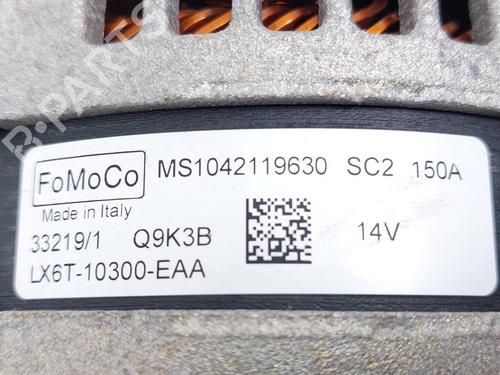 FoMoCo MS1042119630 SC2 150A
Made in Italy
33219/1 Q9K3B 14V
LX6T-10300-EAA
B-PARTS